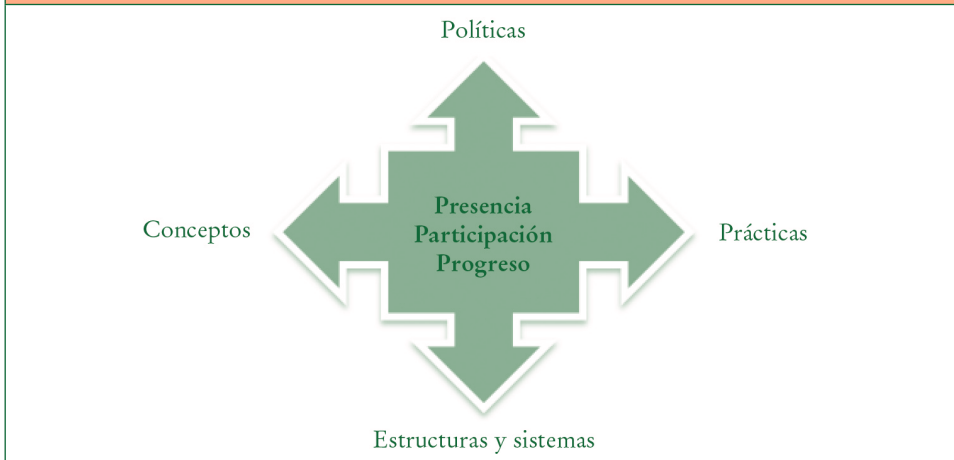 Políticas
Conceptos
Presencia
Participación
Progreso
Prácticas
Estructuras y sistemas